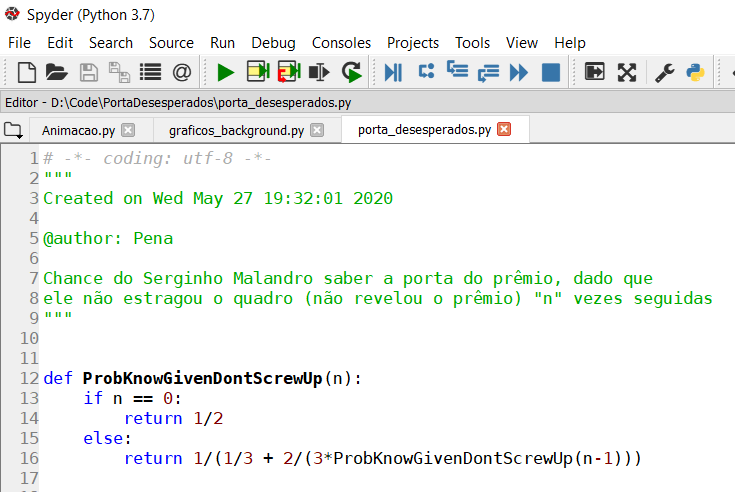 Spyder (Python 3.7)
File Edit Search Source Run Debug Consoles Projects Tools View Help
Editor - D:\Code\PortaDesesperados\porta_desesperados.py
Animacao.py graficos_background.py porta_desesperados.py
1 # -*- coding: utf-8 -*-
2 """
3 Created on Wed May 27 19:32:01 2020
4
5 @author: Pena
6
7 Chance do Serginho Malandro saber a porta do prêmio, dado que
8 ele não estragou o quadro (não revelou o prêmio) "n" vezes seguidas
9 """
10
11
12 def ProbKnowGivenDontScrewUp(n):
13     if n == 0:
14         return 1/2
15     else:
16         return 1/(1/3 + 2/(3*ProbKnowGivenDontScrewUp(n-1)))
17